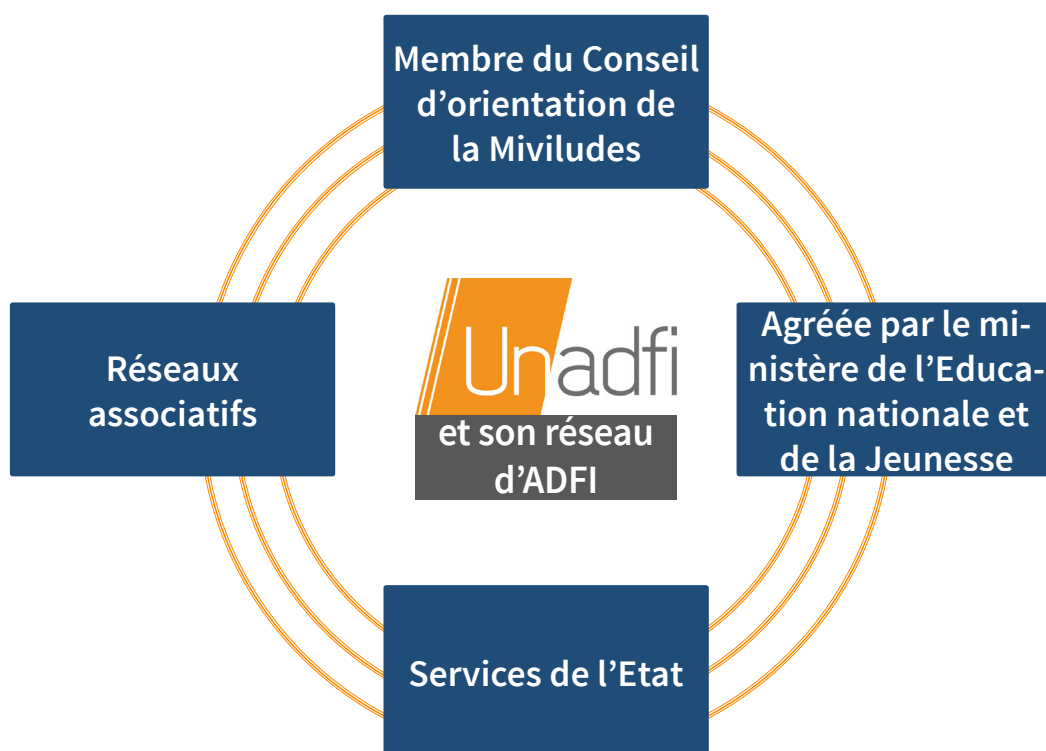 Membre du Conseil
d’orientation de
la Miviludes
Réseaux
associatifs
Unadfi
et son réseau
d’ADFI
Agréée par le mi-
nistère de l’Educa-
tion nationale et
de la Jeunesse
Services de l’Etat